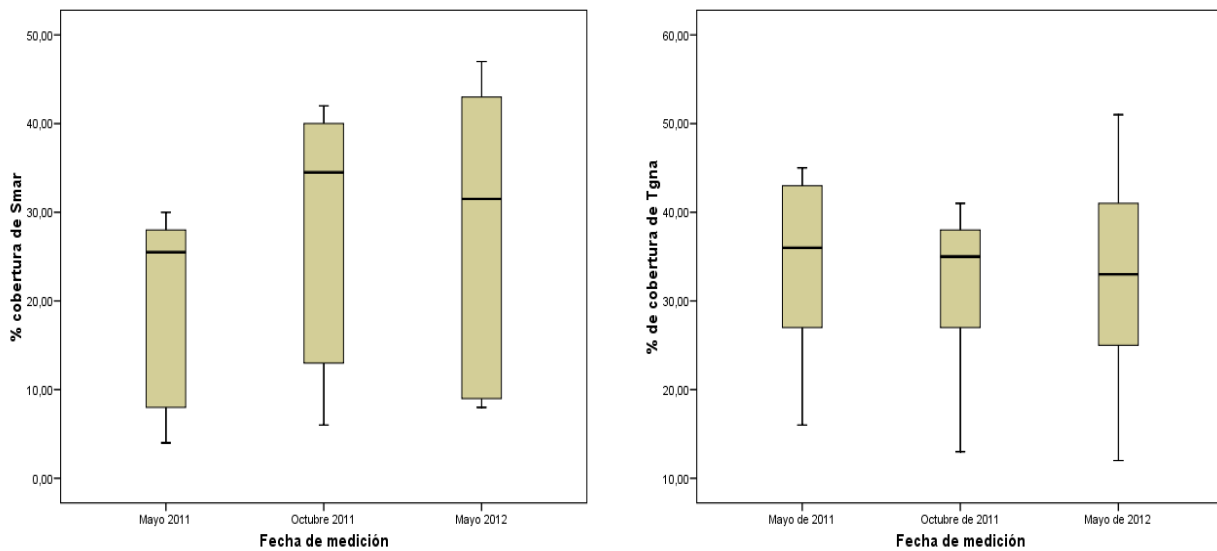 % cobertura de Smar
50,00
40,00
30,00
20,00
10,00
0,00
Mayo 2011 Octubre 2011 Mayo 2012
Fecha de medición
% de cobertura de Tgna
60,00
50,00
40,00
30,00
20,00
10,00
Mayo de 2011 Octubre de 2011 Mayo de 2012
Fecha de medición